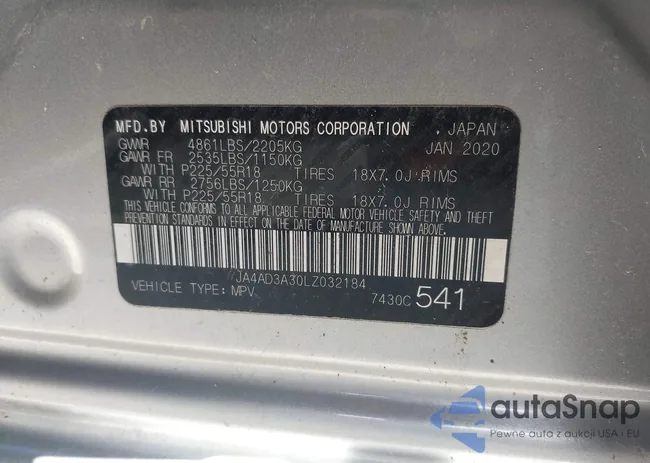 MFD.BY MITSUBISHI MOTORS CORPORATION . JAPAN
GVWR 4861LBS/2205KG JAN 2020
GAWR FR 2535LBS/1150KG
WITH P225/55R18 TIRES 18X7.0J RIMS
GAWR RR 2756LBS/1250KG
WITH P225/55R18 TIRES 18X7.0J RIMS
THIS VEHICLE CONFORMS TO ALL APPLICABLE FEDERAL MOTOR VEHICLE SAFETY AND THEFT
PREVENTION STANDARDS IN EFFECT ON THE DATE OF MANUFACTURE SHOWN ABOVE.
JA4AD3A30LZ032184
VEHICLE TYPE: MPV 7430C 541
autaSnap
Pewne auta z aukcji USA i EU